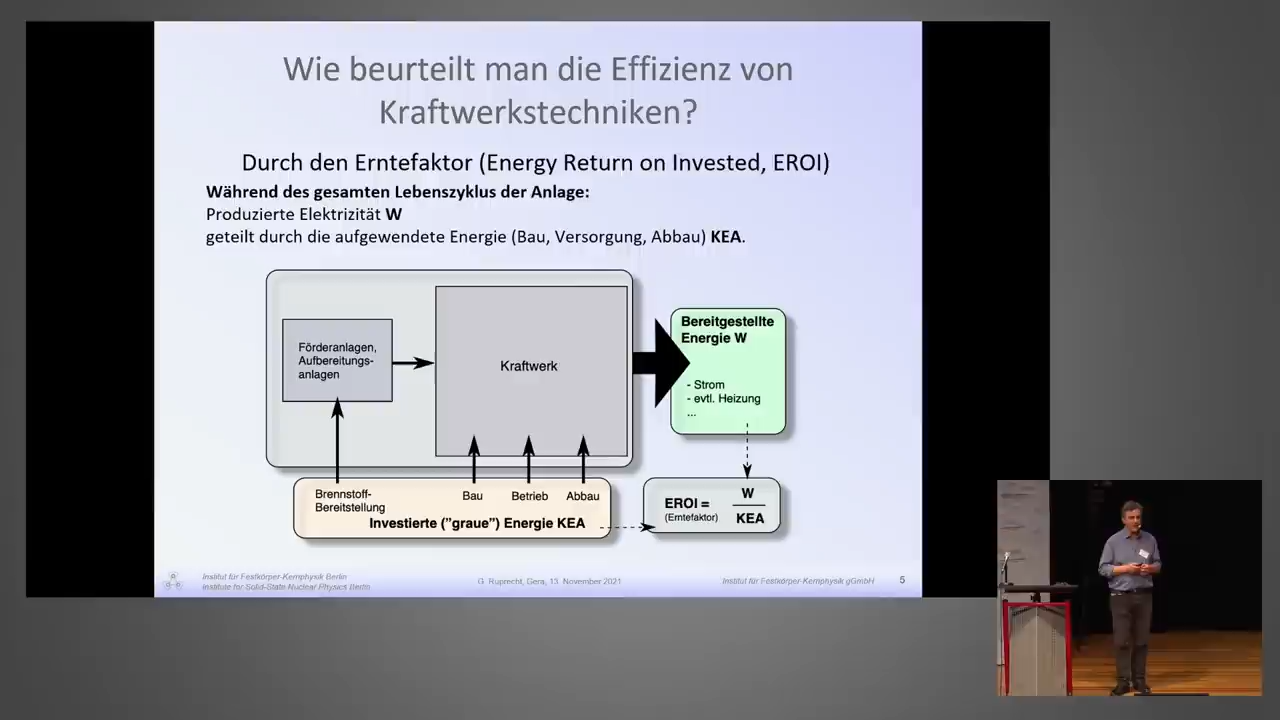 Wie beurteilt man die Effizienz von
Kraftwerkstechniken?
Durch den Erntefaktor (Energy Return on Invested, EROI)
Während des gesamten Lebenszyklus der Anlage:
Produzierte Elektrizität W
geteilt durch die aufgewendete Energie (Bau, Versorgung, Abbau) KEA.
Förderanlagen,
Aufbereitungs-
anlagen
Kraftwerk
Bereitgestellte
Energie W
- Strom
- evtl. Heizung
...
Brennstoff-
Bereitstellung
Bau
Betrieb
Abbau
Investierte ("graue") Energie KEA
EROI =
(Erntefaktor)
W
KEA
Institut für Festkörper-Kernphysik Berlin
Institute for Solid-State Nuclear Physics Berlin
G. Ruprecht, Gera, 13. November 2021
Institut für Festkörper-Kernphysik gGmbH
5